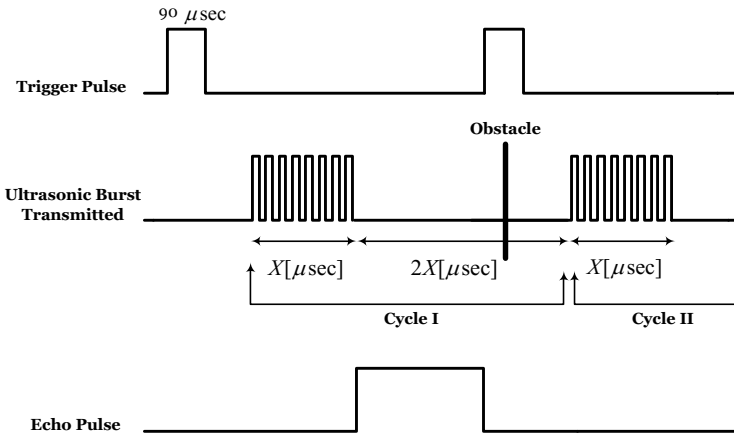 90 μsec
Trigger Pulse
Obstacle
Ultrasonic Burst
Transmitted
X[μsec]
2X[μsec]
X[μsec]
Cycle I
Cycle II
Echo Pulse